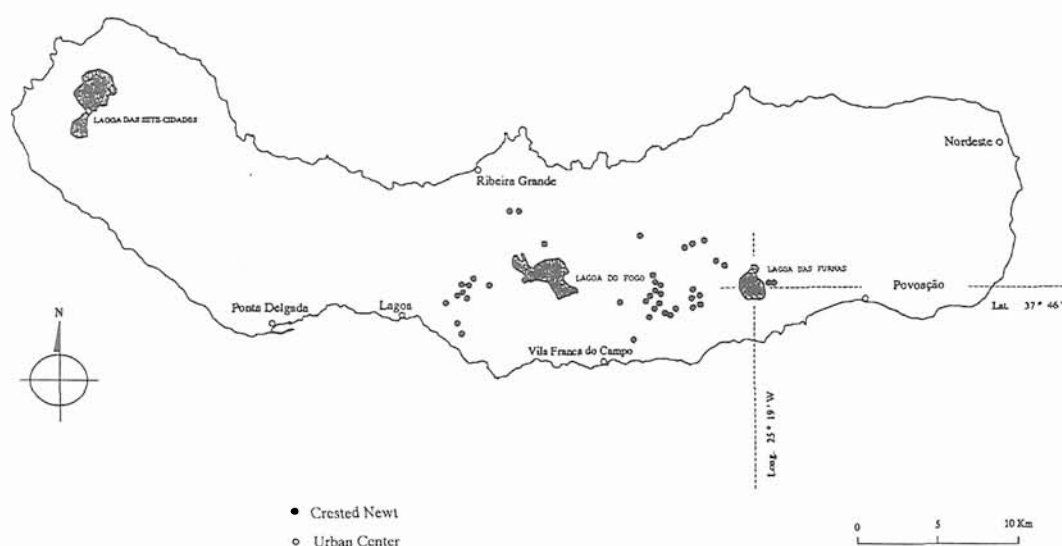 LAGOA DAS SETE-CIDADES
Nordeste
Ribeira Grande
LAGOA DO FOGO
LAGOA DAS FURNAS
Povoação
Lat. 37° 46'
Ponta Delgada
Lagoa
N
Vila Franca do Campo
Long. 25° 19' W
Crested Newt
Urban Center
0 5 10 Km